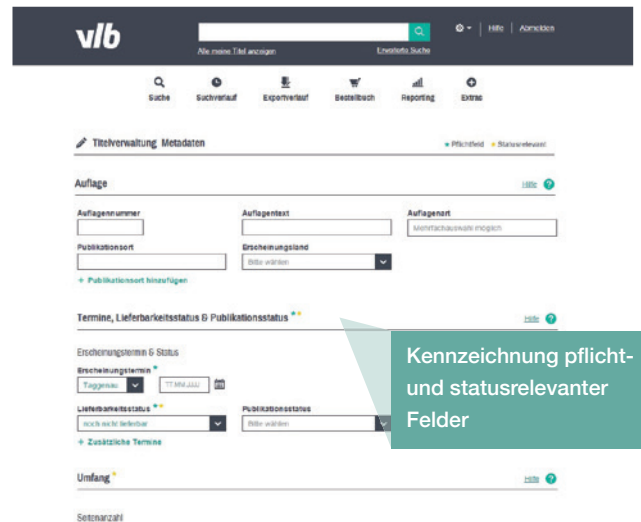 vlb
Hilfe | Abmelden
Alle meine Titel anzeigen Erweiterte Suche
Suche Suchverlauf Exportverlauf Bestellbuch Reporting Extras
Titelverwaltung Metadaten
• Pflichtfeld • Statusrelevant
Auflage
Hilfe ?
Auflagennummer Auflagentext Auflagenart
Mehrfachauswahl möglich
Publikationsort Erscheinungsland
Bitte wählen
+ Publikationsort hinzufügen
Termine, Lieferbarkeitsstatus & Publikationsstatus
Hilfe ?
Erscheinungstermin & Status
Erscheinungstermin
Taggenau TT.MM.JJJJ
Lieferbarkeitsstatus Publikationsstatus
noch nicht lieferbar Bitte wählen
+ Zusätzliche Termine
Kennzeichnung pflicht-
und statusrelevanter
Felder
Umfang
Hilfe ?
Seitenanzahl